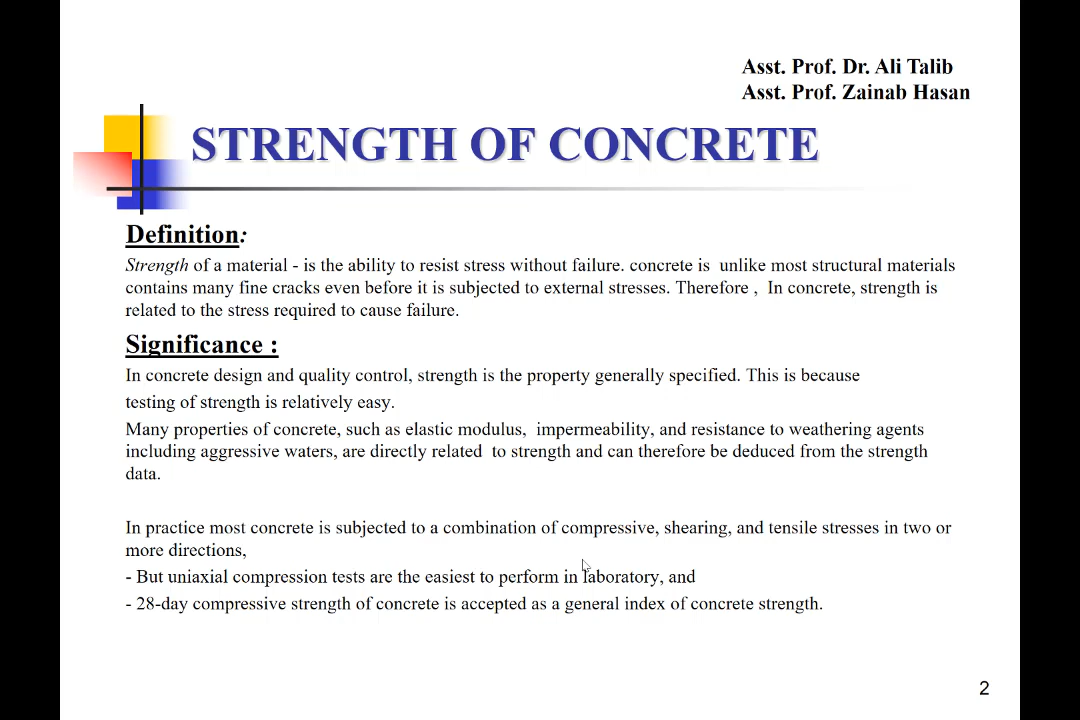 Asst. Prof. Dr. Ali Talib
Asst. Prof. Zainab Hasan
STRENGTH OF CONCRETE
Definition:
Strength of a material - is the ability to resist stress without failure. concrete is unlike most structural materials
contains many fine cracks even before it is subjected to external stresses. Therefore , In concrete, strength is
related to the stress required to cause failure.
Significance :
In concrete design and quality control, strength is the property generally specified. This is because
testing of strength is relatively easy.
Many properties of concrete, such as elastic modulus, impermeability, and resistance to weathering agents
including aggressive waters, are directly related to strength and can therefore be deduced from the strength
data.
In practice most concrete is subjected to a combination of compressive, shearing, and tensile stresses in two or
more directions,
- But uniaxial compression tests are the easiest to perform in laboratory, and
- 28-day compressive strength of concrete is accepted as a general index of concrete strength.
2